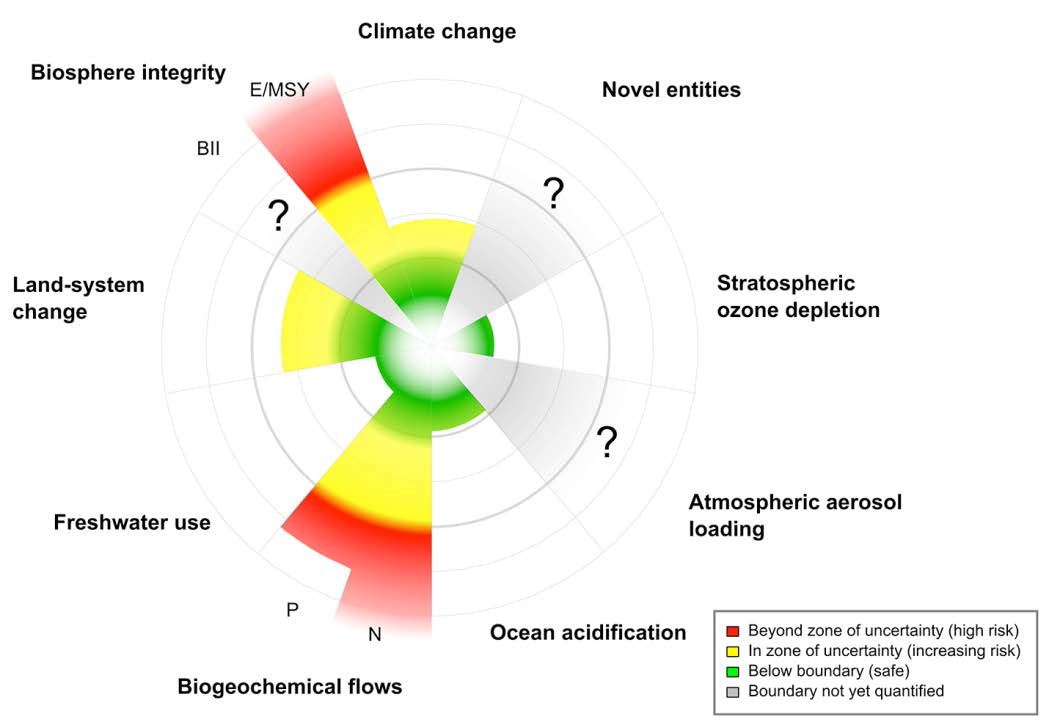 Climate change
Biosphere integrity
E/MSY
Novel entities
BII
?
?
Land-system
change
Stratospheric
ozone depletion
?
Atmospheric aerosol
loading
Freshwater use
P
N
Ocean acidification
Biogeochemical flows
Beyond zone of uncertainty (high risk)
In zone of uncertainty (increasing risk)
Below boundary (safe)
Boundary not yet quantified